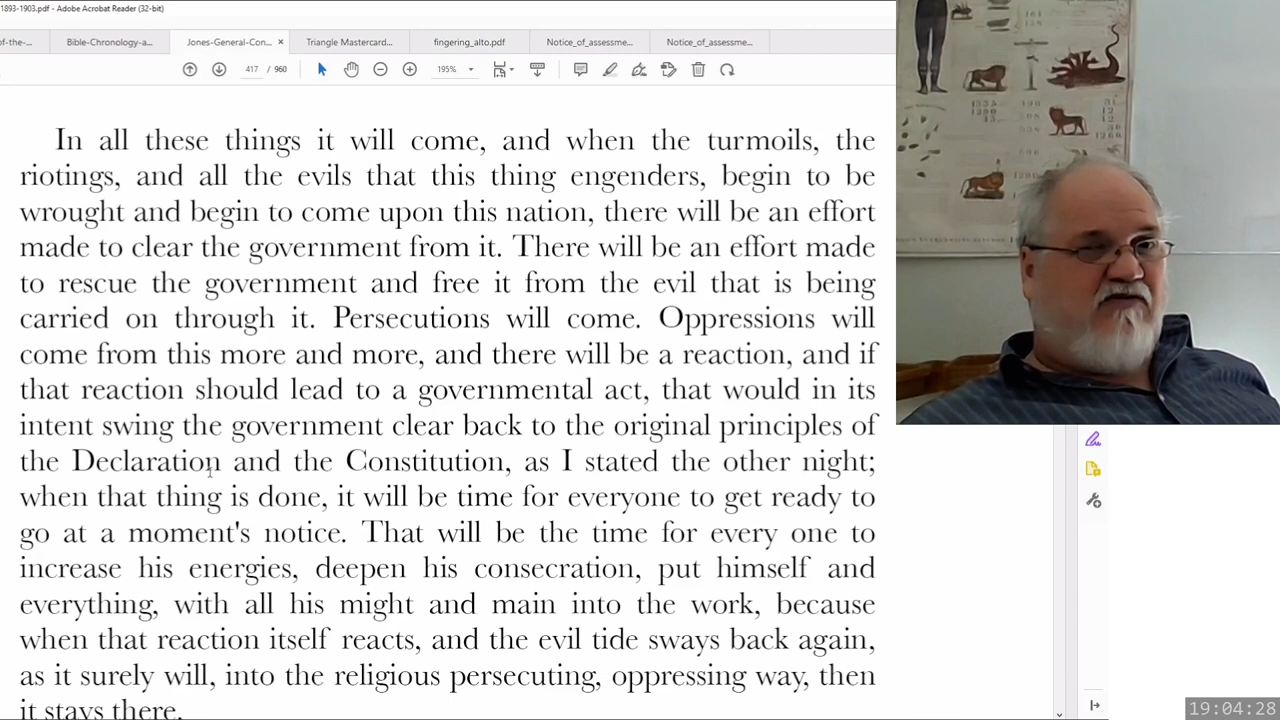 1893-1903.pdf - Adobe Acrobat Reader (32-bit)
of-the-... Bible-Chronology-a... Jones-General-Con... × Triangle Mastercard... fingering_alto.pdf Notice_of_assessme... Notice_of_assessme...
417 / 960 195%
In all these things it will come, and when the turmoils, the
riotings, and all the evils that this thing engenders, begin to be
wrought and begin to come upon this nation, there will be an effort
made to clear the government from it. There will be an effort made
to rescue the government and free it from the evil that is being
carried on through it. Persecutions will come. Oppressions will
come from this more and more, and there will be a reaction, and if
that reaction should lead to a governmental act, that would in its
intent swing the government clear back to the original principles of
the Declaration and the Constitution, as I stated the other night;
when that thing is done, it will be time for everyone to get ready to
go at a moment's notice. That will be the time for every one to
increase his energies, deepen his consecration, put himself and
everything, with all his might and main into the work, because
when that reaction itself reacts, and the evil tide sways back again,
as it surely will, into the religious persecuting, oppressing way, then
it stays there.
19:04:28